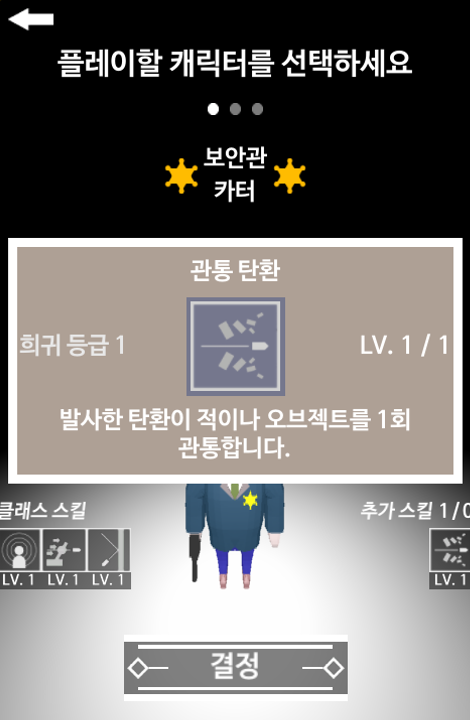 플레이할 캐릭터를 선택하세요
보안관
카터
관통 탄환
희귀 등급 1
LV. 1 / 1
발사한 탄환이 적이나 오브젝트를 1회
관통합니다.
클래스 스킬
추가 스킬 1/0
LV. 1
LV. 1
LV. 1
LV. 1
결정